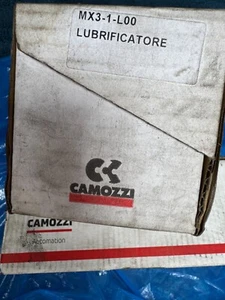 MX3-1-L00
LUBRIFICATORE
CAMOZZI
CAMOZZI
Automation